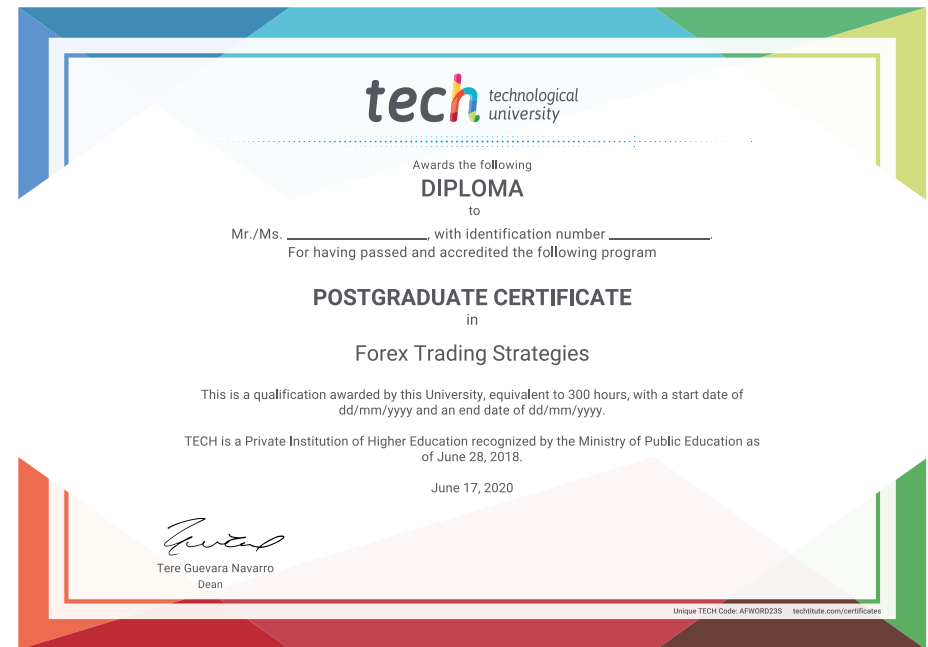 tech technological
university
Awards the following
DIPLOMA
to
Mr./Ms. ____________________, with identification number ______________.
For having passed and accredited the following program
POSTGRADUATE CERTIFICATE
in
Forex Trading Strategies
This is a qualification awarded by this University, equivalent to 300 hours, with a start date of
dd/mm/yyyy and an end date of dd/mm/yyyy.
TECH is a Private Institution of Higher Education recognized by the Ministry of Public Education as
of June 28, 2018.
June 17, 2020
Tere Guevara Navarro
Dean
Unique TECH Code: AFWORD23S techtitute.com/certificates